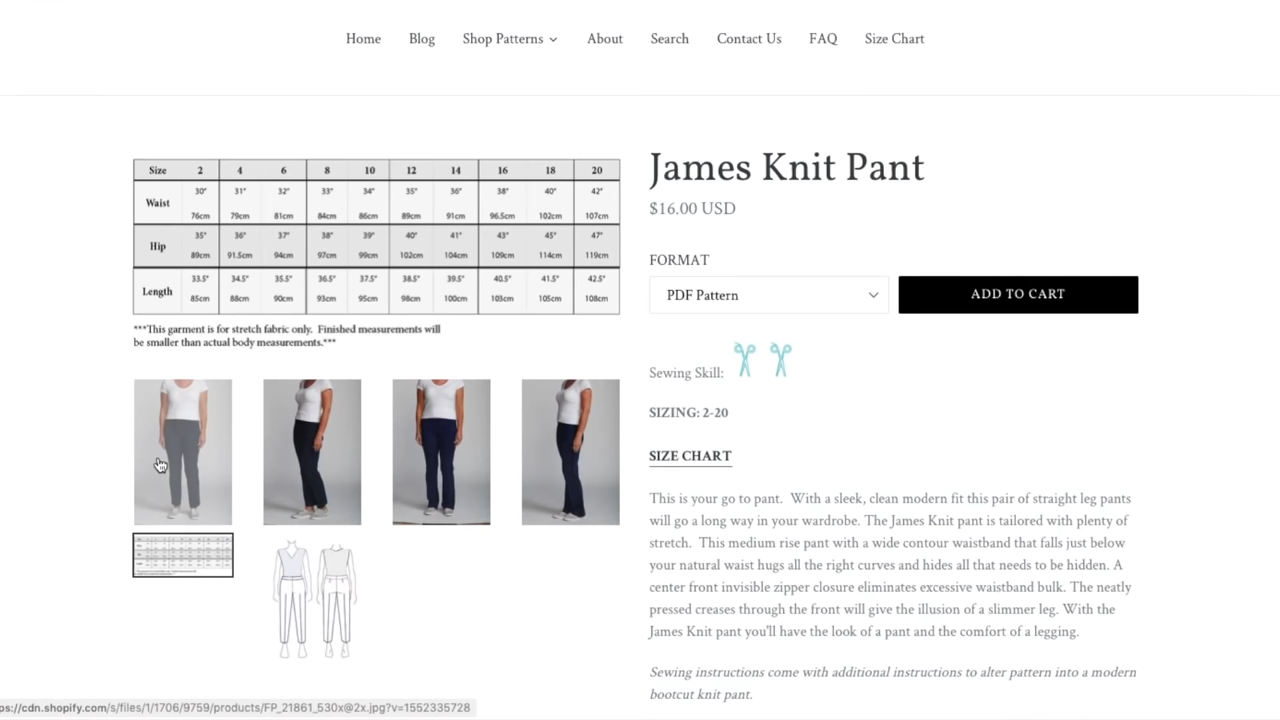 Home Blog Shop Patterns About Search Contact Us FAQ Size Chart
James Knit Pant
$16.00 USD
FORMAT
PDF Pattern
ADD TO CART
Sewing Skill:
SIZING: 2-20
SIZE CHART
This is your go to pant. With a sleek, clean modern fit this pair of straight leg pants
will go a long way in your wardrobe. The James Knit pant is tailored with plenty of
stretch. This medium rise pant with a wide contour waistband that falls just below
your natural waist hugs all the right curves and hides all that needs to be hidden. A
center front invisible zipper closure eliminates excessive waistband bulk. The neatly
pressed creases through the front will give the illusion of a slimmer leg. With the
James Knit pant you'll have the look of a pant and the comfort of a legging.
Sewing instructions come with additional instructions to alter pattern into a modern
bootcut knit pant.
Size 2 4 6 8 10 12 14 16 18 20
Waist
30" 31" 32" 33" 34" 35" 36" 38" 40" 42"
76cm 79cm 81cm 84cm 86cm 89cm 91cm 96.5cm 102cm 107cm
Hip
35" 36" 37" 38" 39" 40" 41" 43" 45" 47"
89cm 91.5cm 94cm 97cm 99cm 102cm 104cm 109cm 114cm 119cm
Length
33.5" 34.5" 35.5" 36.5" 37.5" 38.5" 39.5" 40.5" 41.5" 42.5"
85cm 88cm 90cm 93cm 95cm 98cm 100cm 103cm 105cm 108cm
***This garment is for stretch fabric only. Finished measurements will
be smaller than actual body measurements.***
ps://cdn.shopify.com/s/files/1/1706/9759/products/FP_21861_530x@2x.jpg?v=1552335728